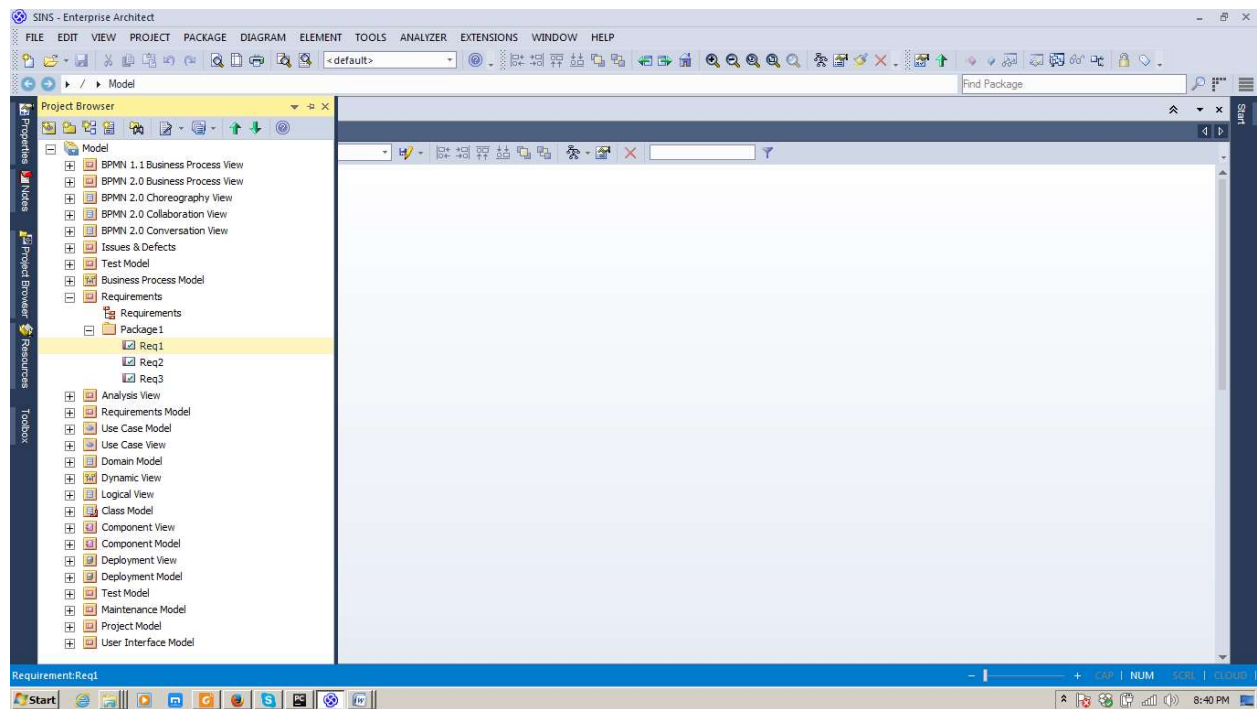 SINS - Enterprise Architect
FILE EDIT VIEW PROJECT PACKAGE DIAGRAM ELEMENT TOOLS ANALYZER EXTENSIONS WINDOW HELP
<default>
/ Model
Find Package
Project Browser
Start
Properties
Notes
Project Browser
Resources
Toolbox
Model
BPMN 1.1 Business Process View
BPMN 2.0 Business Process View
BPMN 2.0 Choreography View
BPMN 2.0 Collaboration View
BPMN 2.0 Conversation View
Issues & Defects
Test Model
Business Process Model
Requirements
Requirements
Package1
Req1
Req2
Req3
Analysis View
Requirements Model
Use Case Model
Use Case View
Domain Model
Dynamic View
Logical View
Class Model
Component View
Component Model
Deployment View
Deployment Model
Test Model
Maintenance Model
Project Model
User Interface Model
Requirement:Req1
- + CAP | NUM SCRL | CLOUD
Start
PC
8:40 PM